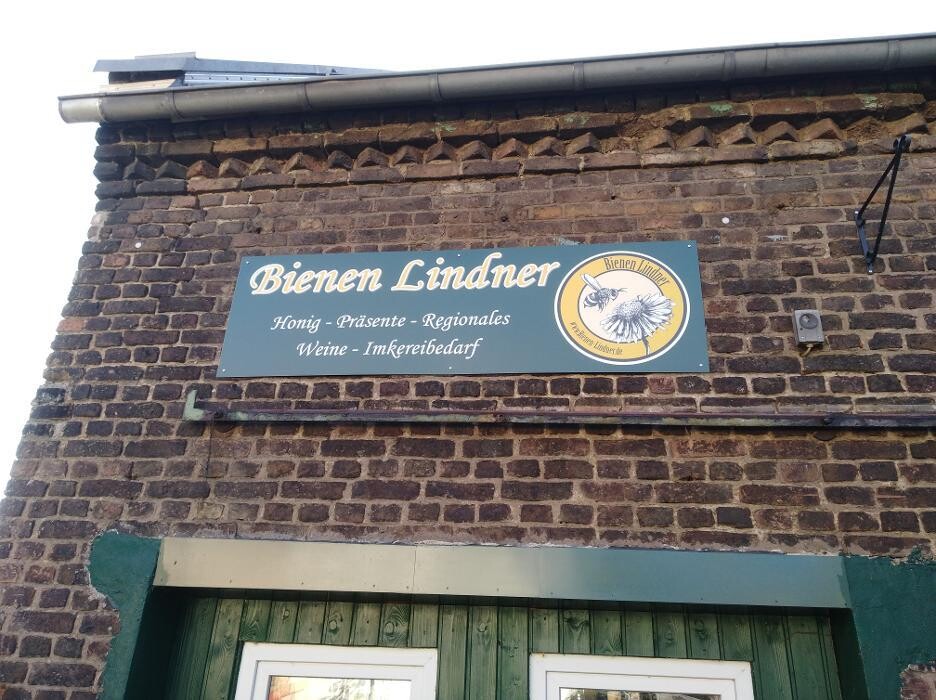 Bienen Lindner
Honig - Präsente - Regionales
Weine - Imkereibedarf
Bienen Lindner
www.Bienen-Lindner.de